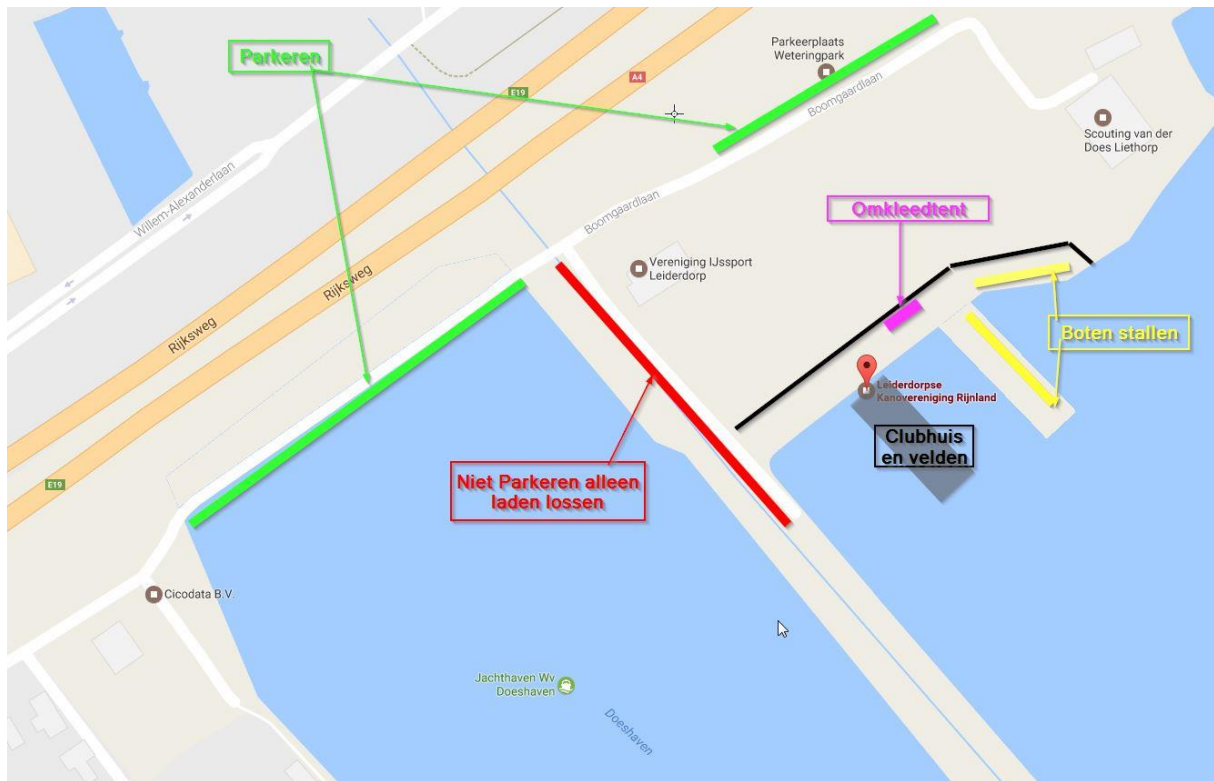 Parkeren
Parkeerplaats
Weteringpark
A4
E19
Boomgaardlaan
Scouting van der
Does Liethorp
Willem-Alexanderlaan
Omkleedtent
Boomgaardlaan
Vereniging IJssport
Leiderdorp
Rijksweg
Rijksweg
Boten stallen
Leiderdorpse
Kanovereniging Rijnland
Clubhuis
en velden
Niet Parkeren alleen
laden lossen
E19
Cicodata B.V.
Jachthaven Wv
Doeshaven
Doeshaven